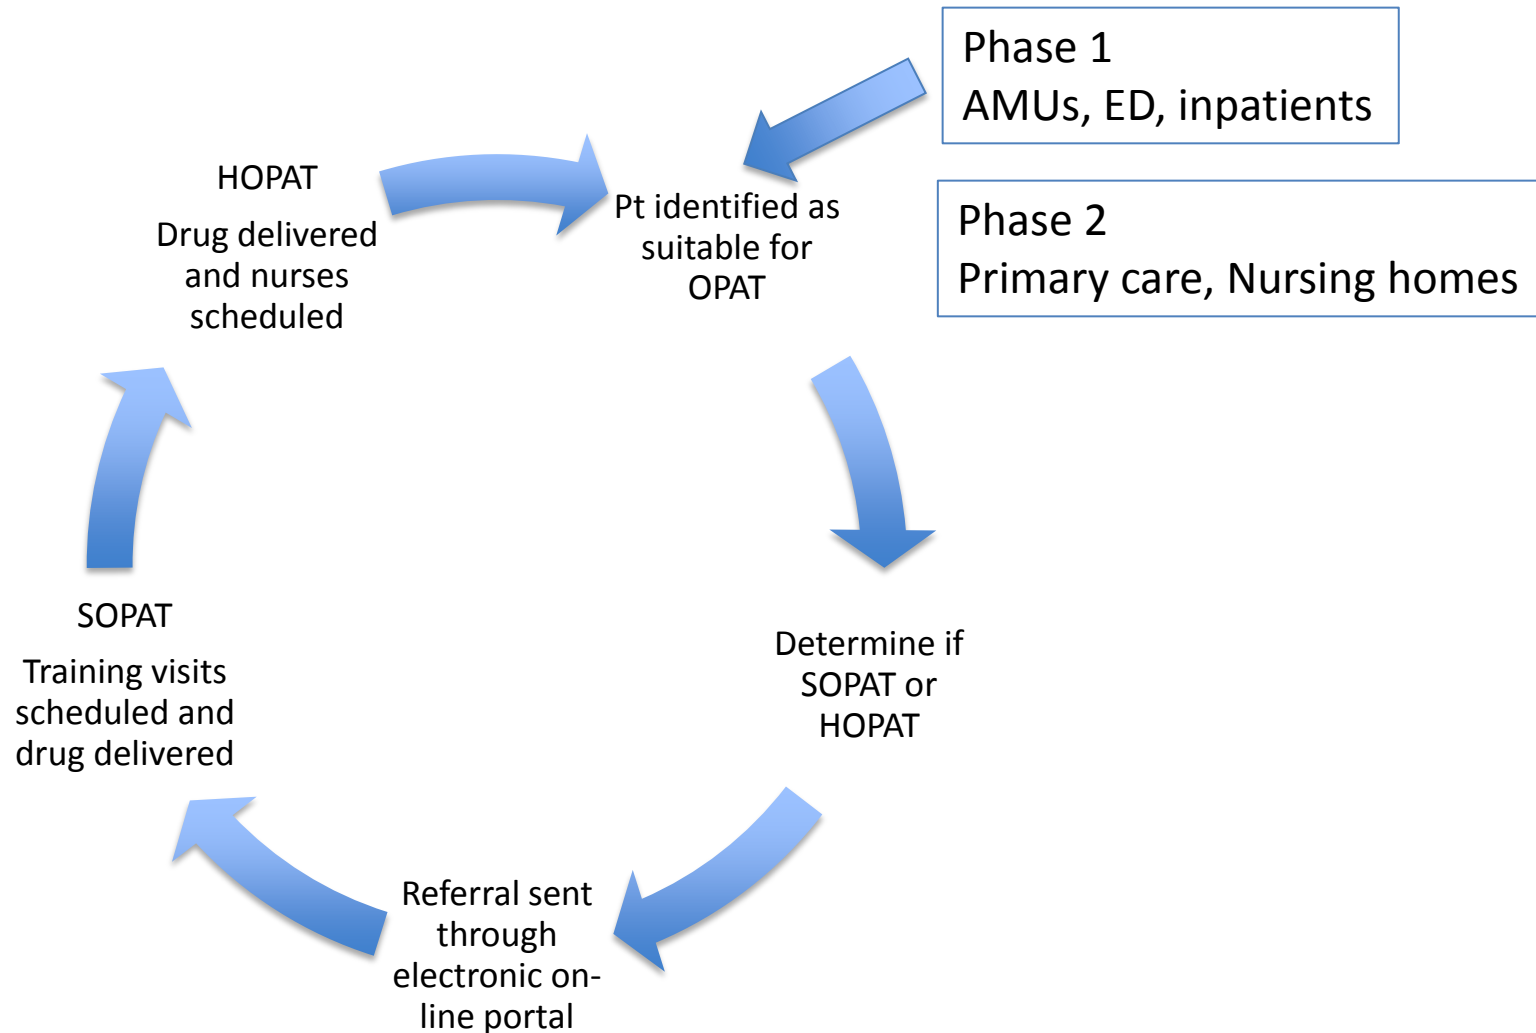 Phase 1
AMUs, ED, inpatients
Phase 2
Primary care, Nursing homes
Pt identified as
suitable for
OPAT
Determine if
SOPAT or
HOPAT
Referral sent
through
electronic on-
line portal
SOPAT
Training visits
scheduled and
drug delivered
HOPAT
Drug delivered
and nurses
scheduled